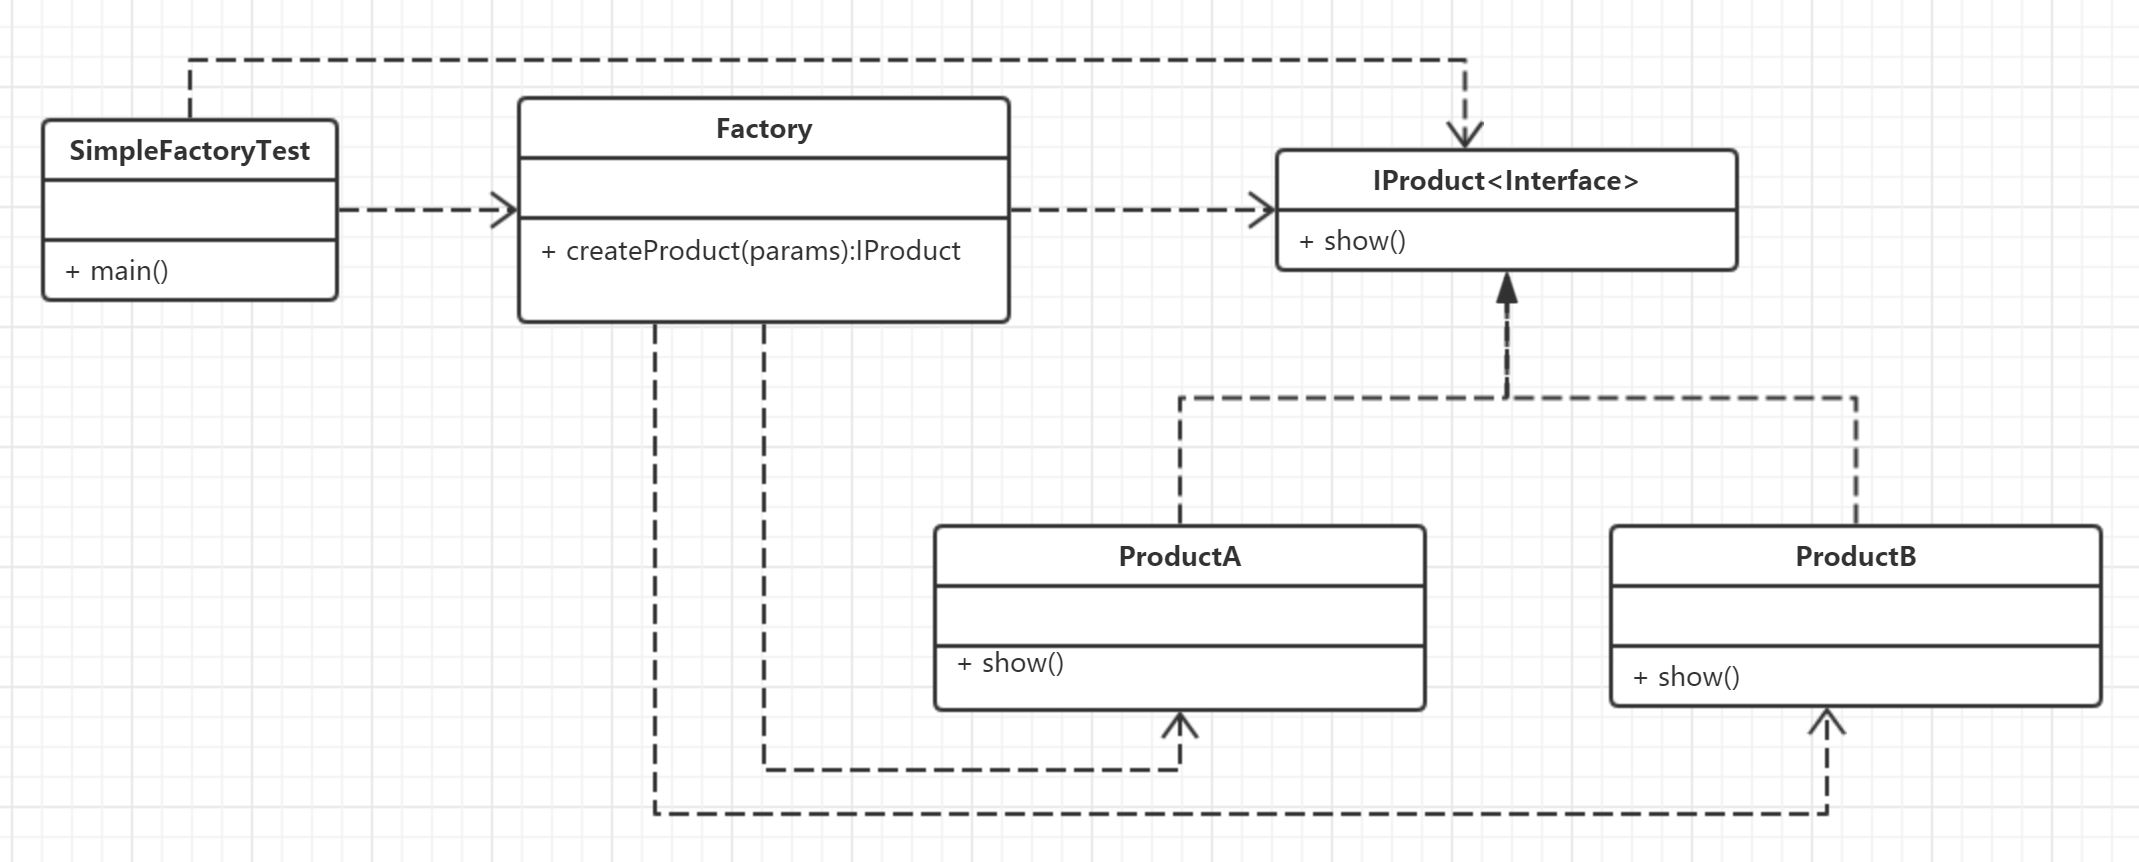 SimpleFactoryTest
+ main()
Factory
+ createProduct(params):IProduct
IProduct<Interface>
+ show()
ProductA
+ show()
ProductB
+ show()